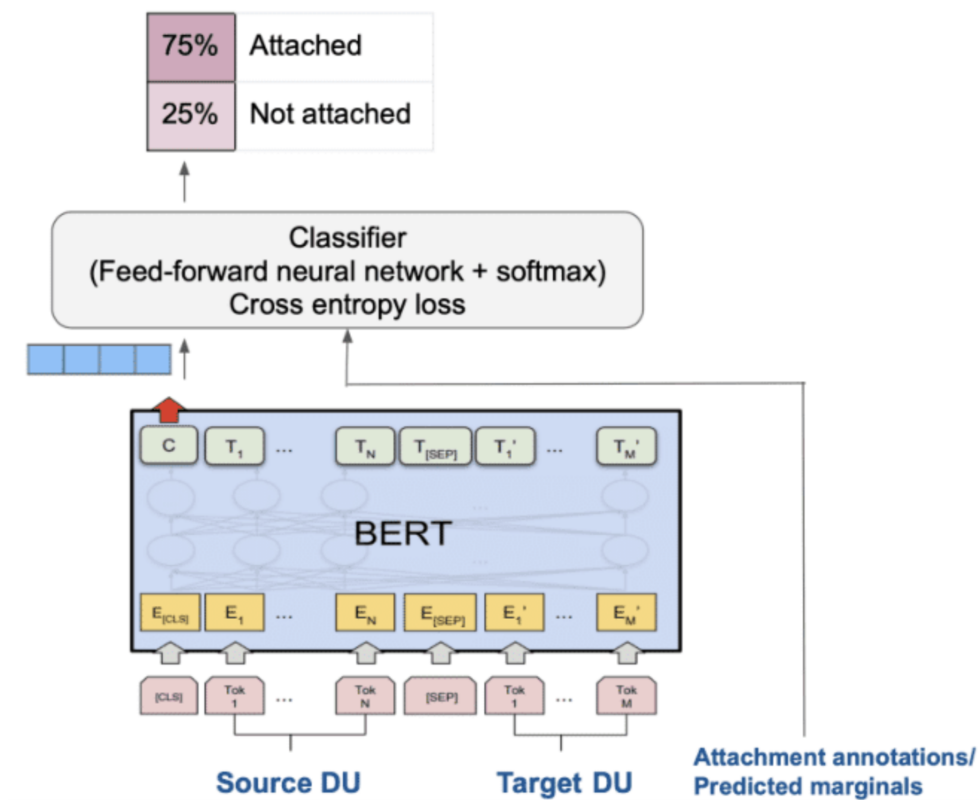 75% Attached
25% Not attached
Classifier
(Feed-forward neural network + softmax)
Cross entropy loss
C T1 ... TN T[SEP] T1' ... TM'
...
BERT
...
E[CLS] E1 ... EN E[SEP] E1' ... EM'
[CLS] Tok 1 ... Tok N [SEP] Tok 1 ... Tok M
Source DU Target DU
Attachment annotations/
Predicted marginals